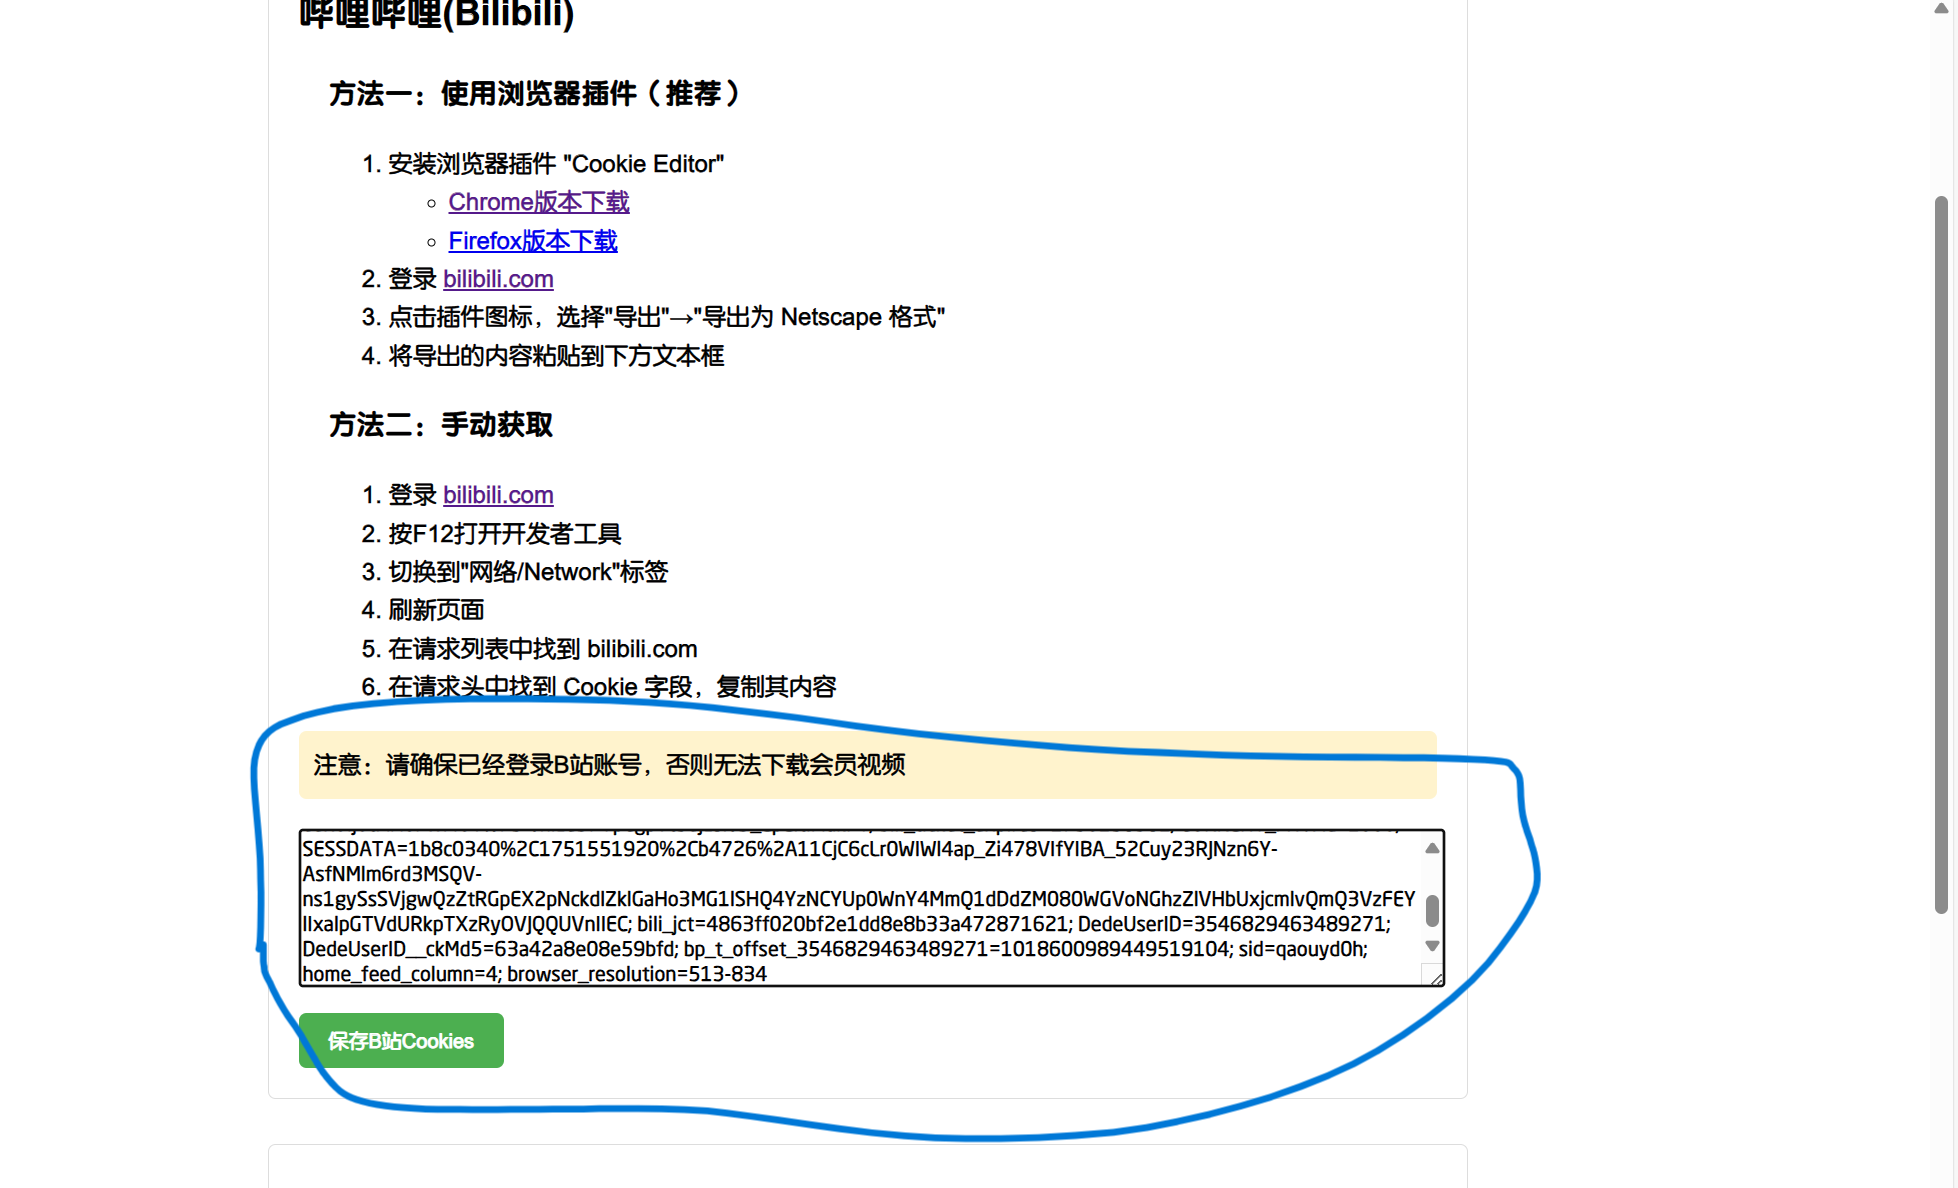 哔哩哔哩(Bilibili)
方法一：使用浏览器插件（推荐）
1. 安装浏览器插件 "Cookie Editor"
Chrome版本下载
Firefox版本下载
2. 登录 bilibili.com
3. 点击插件图标，选择"导出"→"导出为 Netscape 格式"
4. 将导出的内容粘贴到下方文本框
方法二：手动获取
1. 登录 bilibili.com
2. 按F12打开开发者工具
3. 切换到"网络/Network"标签
4. 刷新页面
5. 在请求列表中找到 bilibili.com
6. 在请求头中找到 Cookie 字段，复制其内容
注意：请确保已经登录B站账号，否则无法下载会员视频
SESSDATA=1b8c0340%2C1751551920%2Cb4726%2A11CjC6cLr0WIWl4ap_Zi478VIfYIBA_52Cuy23RJNzn6Y-
AsfNMIm6rd3MSQV-
ns1gySsSVjgwQzZtRGpEX2pNckdIZklGaHo3MG1lSHQ4YzNCYUp0WnY4MmQ1dDdZM080WGVoNGhzZlVHbUxjcmlvQmQ3VzFEY
IIxalpGTVdURkpTXzRyOVJQQUVnIIEC; bili_jct=4863ff020bf2e1dd8e8b33a472871621; DedeUserID=3546829463489271;
DedeUserID__ckMd5=63a42a8e08e59bfd; bp_t_offset_3546829463489271=1018600989449519104; sid=qaouyd0h;
home_feed_column=4; browser_resolution=513-834
保存B站Cookies